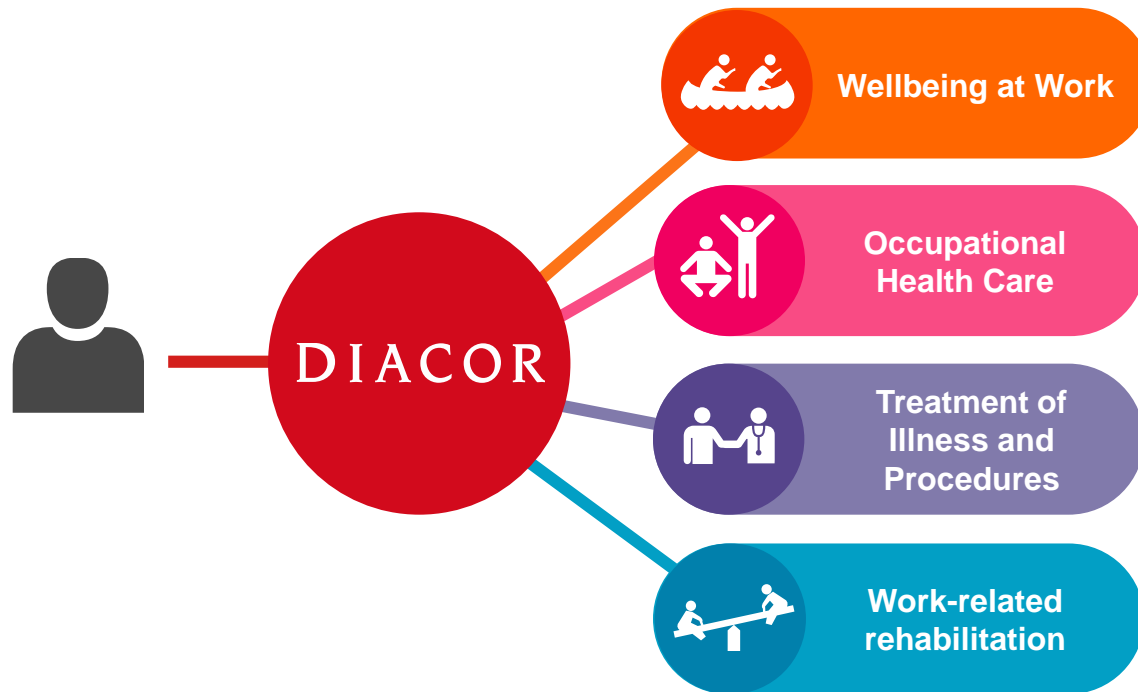 Wellbeing at Work
Occupational
Health Care
DIACOR
Treatment of
Illness and
Procedures
Work-related
rehabilitation